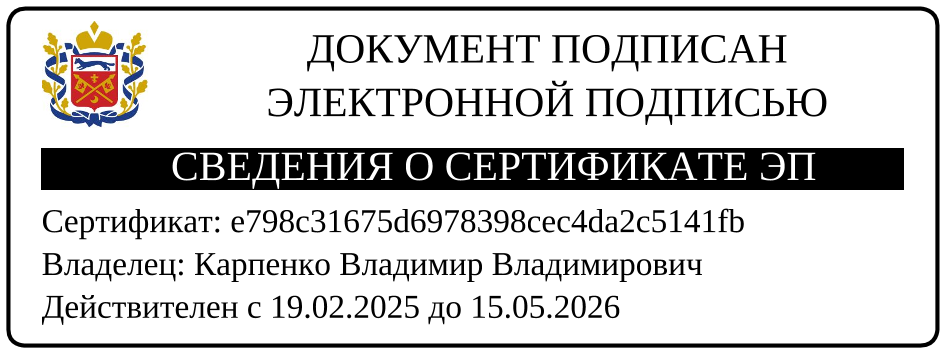 ДОКУМЕНТ ПОДПИСАН
ЭЛЕКТРОННОЙ ПОДПИСЬЮ
СВЕДЕНИЯ О СЕРТИФИКАТЕ ЭП
Сертификат: e798c31675d6978398cec4da2c5141fb
Владелец: Карпенко Владимир Владимирович
Действителен с 19.02.2025 до 15.05.2026